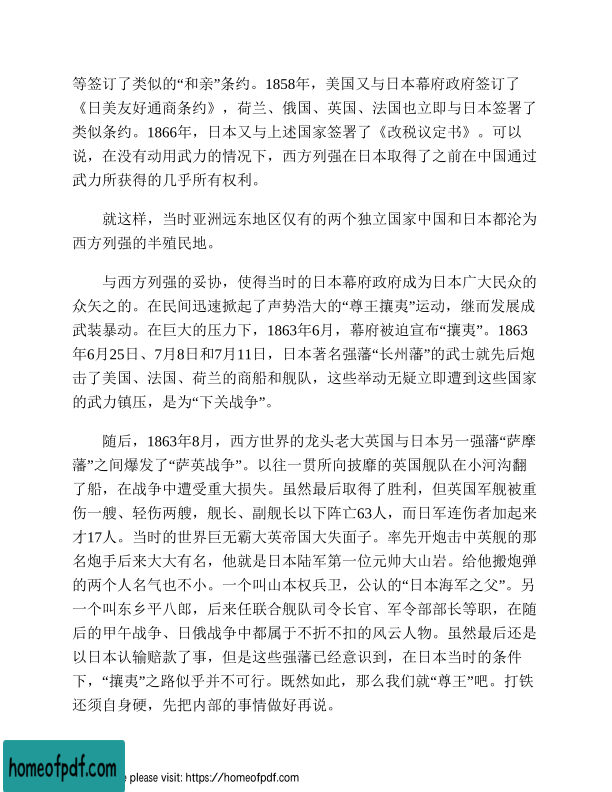 等签订了类似的“和亲”条约。1858年，美国又与日本幕府政府签订了
《日美友好通商条约》，荷兰、俄国、英国、法国也立即与日本签署了
类似条约。1866年，日本又与上述国家签署了《改税议定书》。可以
说，在没有动用武力的情况下，西方列强在日本取得了之前在中国通过
武力所获得的几乎所有权利。
就这样，当时亚洲远东地区仅有的两个独立国家中国和日本都沦为
西方列强的半殖民地。
与西方列强的妥协，使得当时的日本幕府政府成为日本广大民众的
众矢之的。在民间迅速掀起了声势浩大的“尊王攘夷”运动，继而发展成
武装暴动。在巨大的压力下，1863年6月，幕府被迫宣布“攘夷”。1863
年6月25日、7月8日和7月11日，日本著名强藩“长州藩”的武士就先后炮
击了美国、法国、荷兰的商船和舰队，这些举动无疑立即遭到这些国家
的武力镇压，是为“下关战争”。
随后，1863年8月，西方世界的龙头老大英国与日本另一强藩“萨摩
藩”之间爆发了“萨英战争”。以往一贯所向披靡的英国舰队在小河沟翻
了船，在战争中遭受重大损失。虽然最后取得了胜利，但英国军舰被重
伤一艘、轻伤两艘，舰长、副舰长以下阵亡63人，而日军连伤者加起来
才17人。当时的世界巨无霸大英帝国大失面子。率先开炮击中英舰的那
名炮手后来大大有名，他就是日本陆军第一位元帅大山岩。给他搬炮弹
的两个人名气也不小。一个叫山本权兵卫，公认的“日本海军之父”。另
一个叫东乡平八郎，后来任联合舰队司令长官、军令部部长等职，在随
后的甲午战争、日俄战争中都属于不折不扣的风云人物。虽然最后还是
以日本认输赔款了事，但是这些强藩已经意识到，在日本当时的条件
下，“攘夷”之路似乎并不可行。既然如此，那么我们就“尊王”吧。打铁
还须自身硬，先把内部的事情做好再说。
homeofpdf.com
e please visit: https://homeofpdf.com